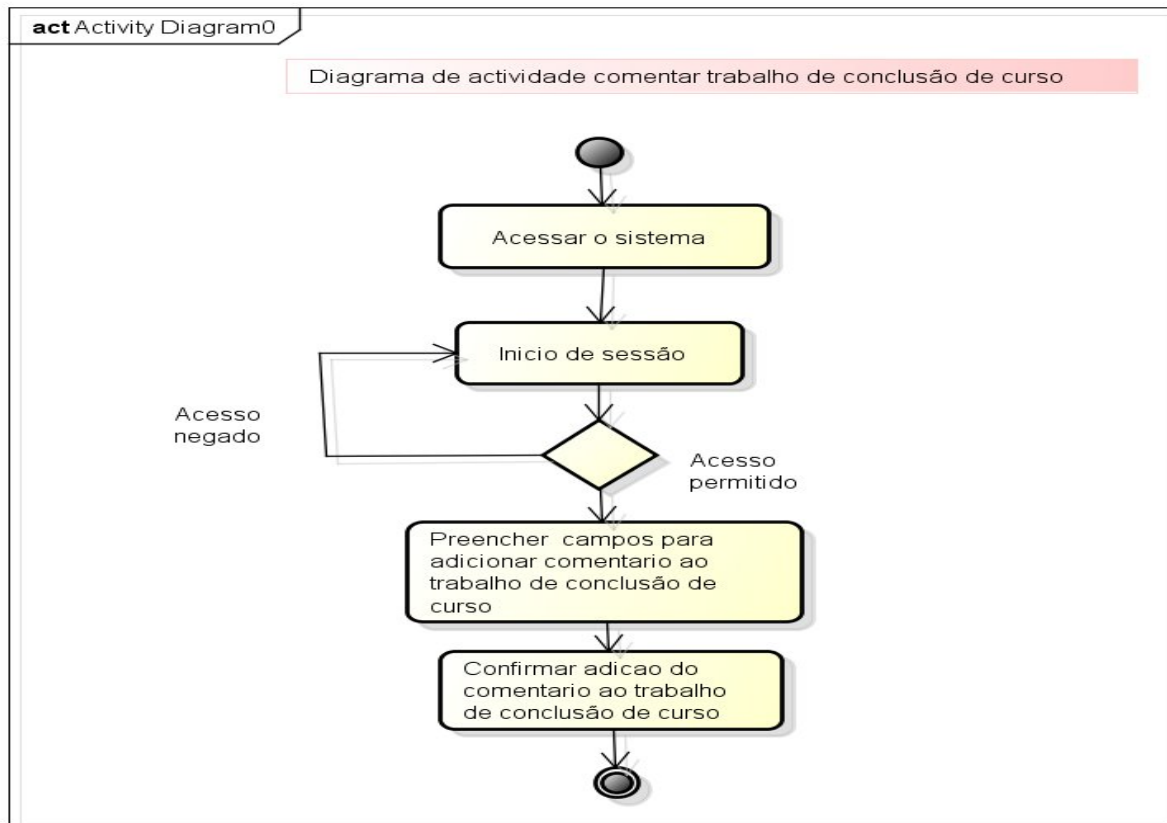 act Activity Diagram0
Diagrama de actividade comentar trabalho de conclusão de curso
Acessar o sistema
Inicio de sessão
Acesso
negado
Acesso
permitido
Preencher campos para
adicionar comentario ao
trabalho de conclusão de
curso
Confirmar adicao do
comentario ao trabalho
de conclusão de curso